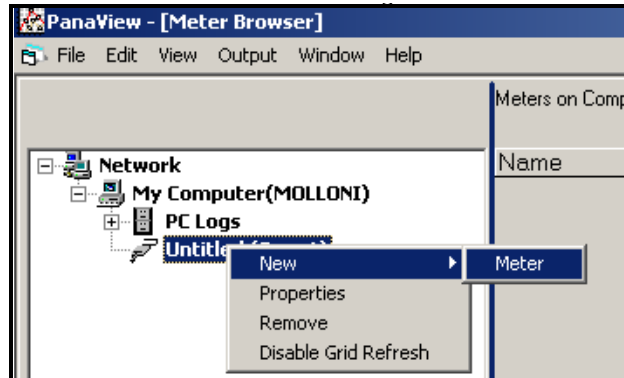 PanaView - [Meter Browser]
File Edit View Output Window Help
Meters on Comp
Name
Network
My Computer(MOLLONI)
PC Logs
Untitled
New
Meter
Properties
Remove
Disable Grid Refresh